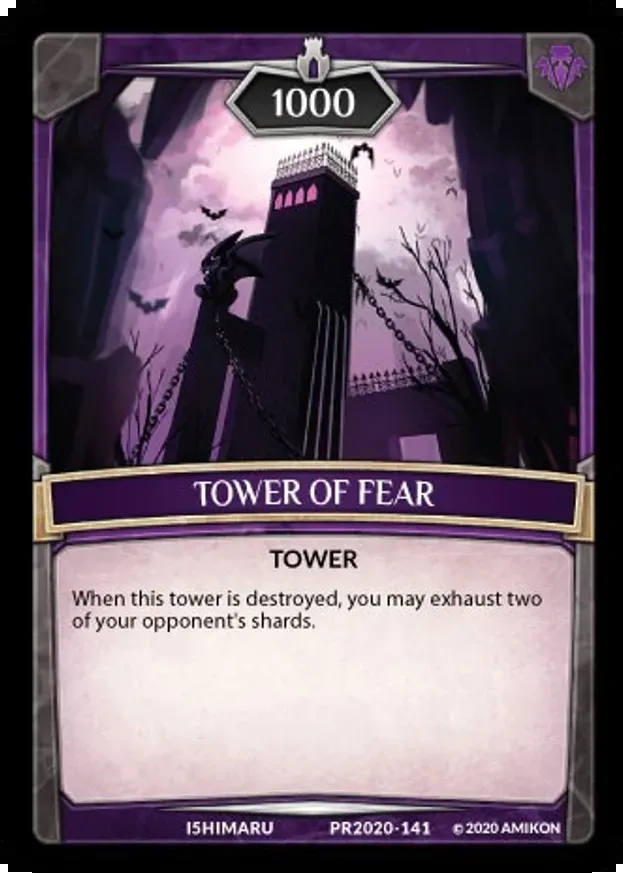 1000
TOWER OF FEAR
TOWER
When this tower is destroyed, you may exhaust two
of your opponent's shards.
I5HIMARU PR2020-141 © 2020 AMIKON